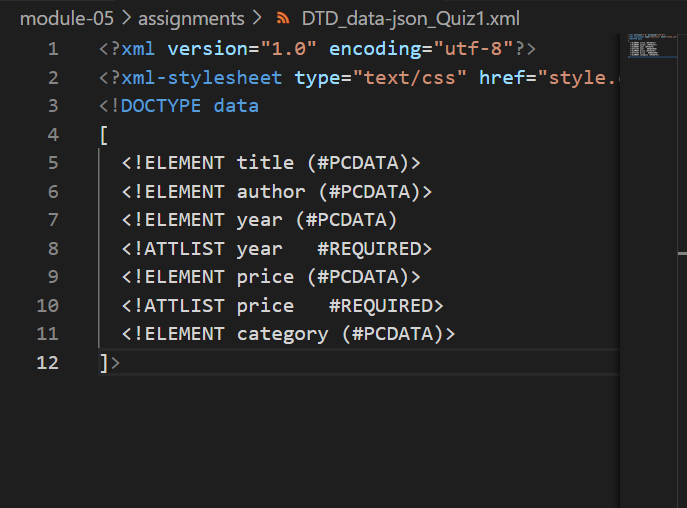 module-05 > assignments > DTD_data-json_Quiz1.xml
1 <?xml version="1.0" encoding="utf-8"?>
2 <?xml-stylesheet type="text/css" href="style.
3 <!DOCTYPE data
4 [
5 <!ELEMENT title (#PCDATA)>
6 <!ELEMENT author (#PCDATA)>
7 <!ELEMENT year (#PCDATA)
8 <!ATTLIST year   #REQUIRED>
9 <!ELEMENT price (#PCDATA)>
10 <!ATTLIST price   #REQUIRED>
11 <!ELEMENT category (#PCDATA)>
12 ]>